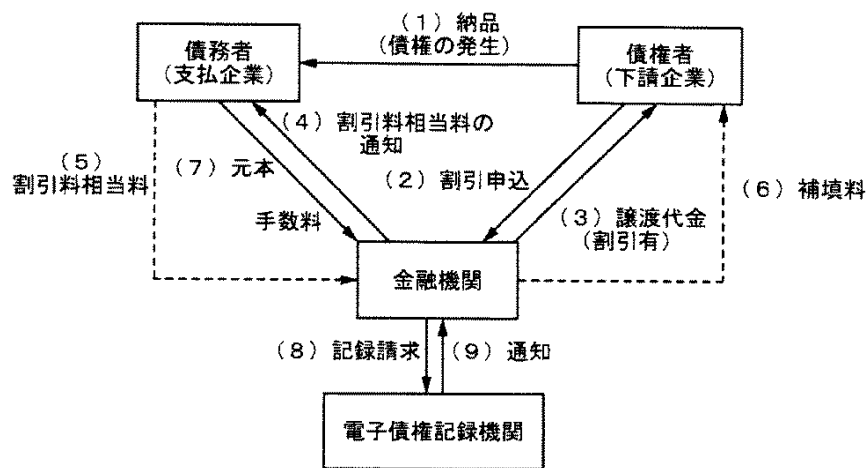 (1) 納品
(債権の発生)
債務者
(支払企業)
債権者
(下請企業)
(4) 割引料相当料の
通知
(5)
割引料相当料
(7) 元本
(2) 割引申込
(6) 補填料
手数料
(3) 譲渡代金
(割引有)
金融機関
(8) 記録請求
(9) 通知
電子債権記録機関